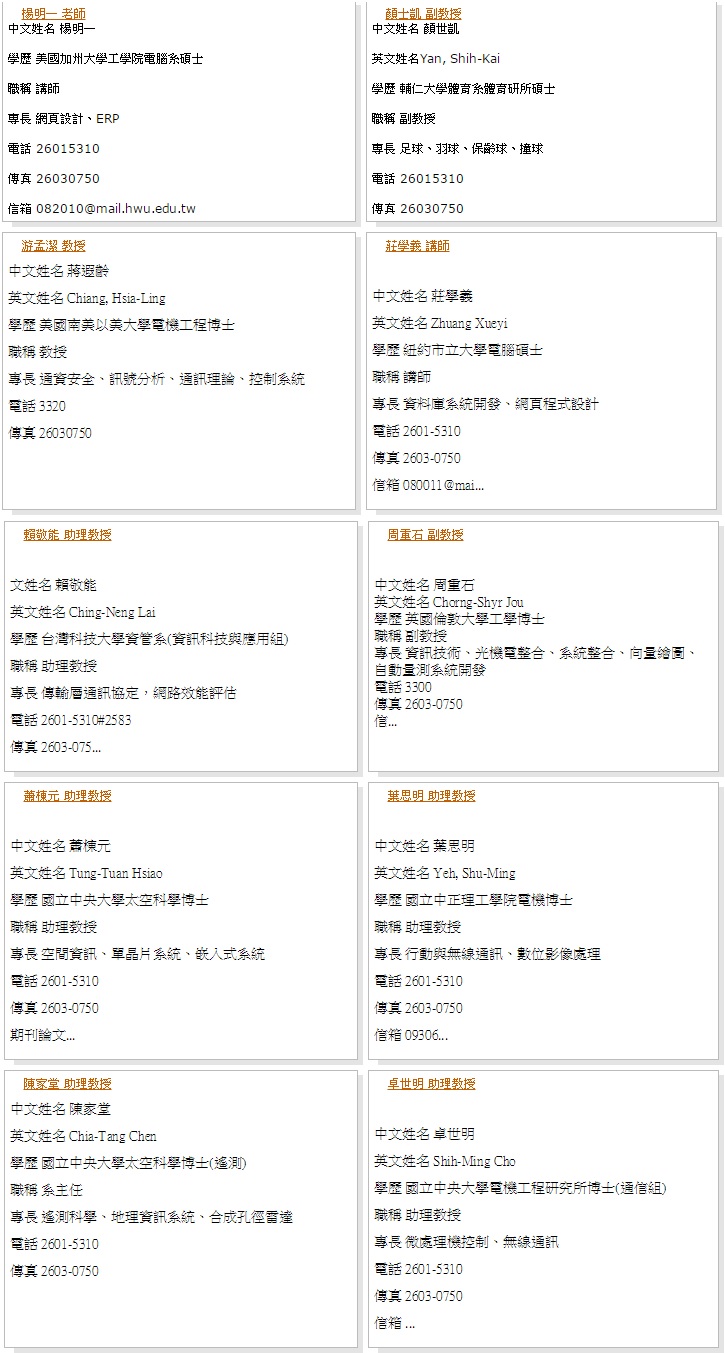 楊明一 老師
中文姓名 楊明一
學歷 美國加州大學工學院電腦系碩士
職稱 講師
專長 網頁設計、ERP
電話 26015310
傳真 26030750
信箱 082010@mail.hwu.edu.tw
顏士凱 副教授
中文姓名 顏世凱
英文姓名Yan, Shih-Kai
學歷 輔仁大學體育系體育研所碩士
職稱 副教授
專長 足球、羽球、保齡球、撞球
電話 26015310
傳真 26030750
游孟潔 教授
中文姓名 蔣遐齡
英文姓名 Chiang, Hsia-Ling
學歷 美國南美以美大學電機工程博士
職稱 教授
專長 通資安全、訊號分析、通訊理論、控制系統
電話 3320
傳真 26030750
莊學義 講師
中文姓名 莊學義
英文姓名 Zhuang Xueyi
學歷 紐約市立大學電腦碩士
職稱 講師
專長 資料庫系統開發、網頁程式設計
電話 2601-5310
傳真 2603-0750
信箱 080011@mai...
賴敬能 助理教授
文姓名 賴敬能
英文姓名 Ching-Neng Lai
學歷 台灣科技大學資管系(資訊科技與應用組)
職稱 助理教授
專長 傳輸層通訊協定，網路效能評估
電話 2601-5310#2583
傳真 2603-075...
周重石 副教授
中文姓名 周重石
英文姓名 Chorng-Shyr Jou
學歷 英國倫敦大學工學博士
職稱 副教授
專長 資訊技術、光機電整合、系統整合、向量繪圖、
自動量測系統開發
電話 3300
傳真 2603-0750
信...
蕭棟元 助理教授
中文姓名 蕭棟元
英文姓名 Tung-Tuan Hsiao
學歷 國立中央大學太空科學博士
職稱 助理教授
專長 空間資訊、單晶片系統、嵌入式系統
電話 2601-5310
傳真 2603-0750
期刊論文...
葉思明 助理教授
中文姓名 葉思明
英文姓名 Yeh, Shu-Ming
學歷 國立中正理工學院電機博士
職稱 助理教授
專長 行動與無線通訊、數位影像處理
電話 2601-5310
傳真 2603-0750
信箱 09306...
陳家堂 助理教授
中文姓名 陳家堂
英文姓名 Chia-Tang Chen
學歷 國立中央大學太空科學博士(遙測)
職稱 系主任
專長 遙測科學、地理資訊系統、合成孔徑雷達
電話 2601-5310
傳真 2603-0750
卓世明 助理教授
中文姓名 卓世明
英文姓名 Shih-Ming Cho
學歷 國立中央大學電機工程研究所博士(通信組)
職稱 助理教授
專長 微處理機控制、無線通訊
電話 2601-5310
傳真 2603-0750
信箱 ...